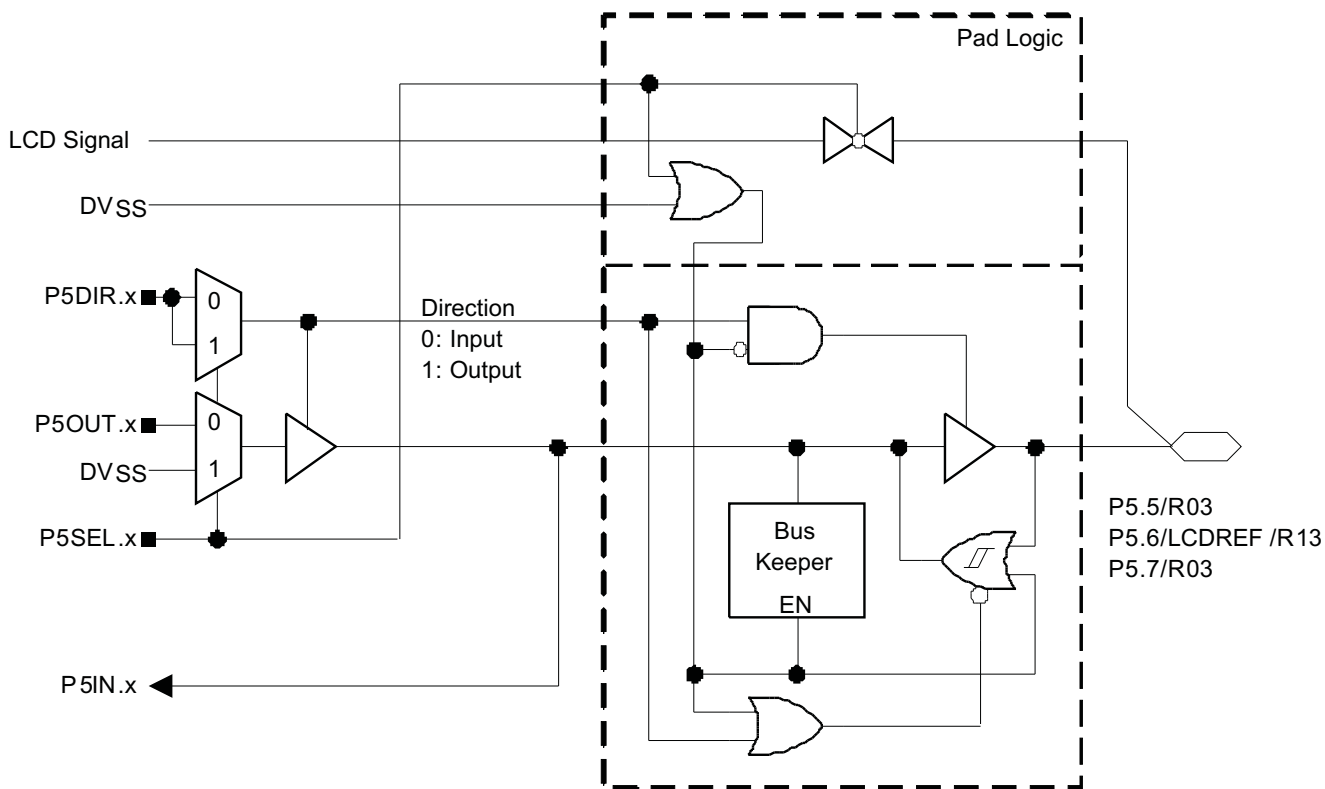 Pad Logic
LCD Signal
DVSS
P5DIR.x
0
1
Direction
0: Input
1: Output
P5OUT.x
0
DVSS
1
P5SEL.x
Bus
Keeper
EN
P5.5/R03
P5.6/LCDREF /R13
P5.7/R03
P5IN.x